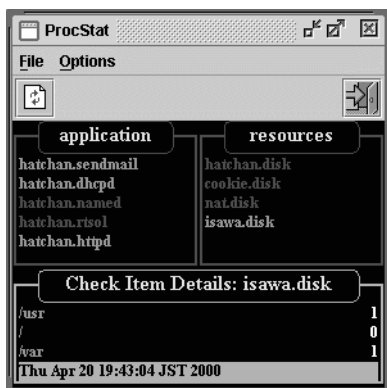 ProcStat
File Options
application
hatchan.sendmail
hatchan.dhcpd
hatchan.named
hatchan.rtsol
hatchan.httpd
resources
hatchan.disk
cookie.disk
nat.disk
isawa.disk
Check Item Details: isawa.disk
/usr 1
/ 0
/var 1
Thu Apr 20 19:43:04 JST 2000